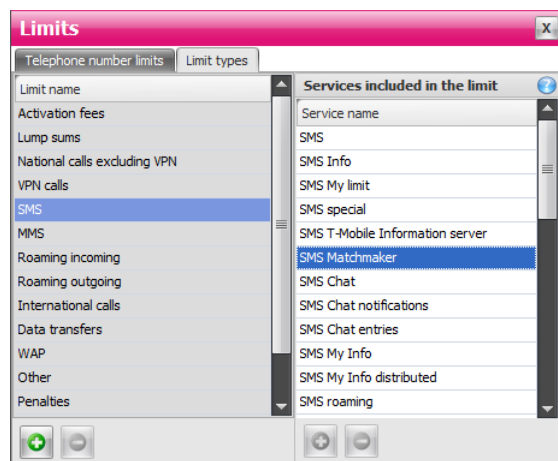 Limits
X
Telephone number limits
Limit types
Limit name
Activation fees
Lump sums
National calls excluding VPN
VPN calls
SMS
MMS
Roaming incoming
Roaming outgoing
International calls
Data transfers
WAP
Other
Penalties
Services included in the limit
?
Service name
SMS
SMS Info
SMS My limit
SMS special
SMS T-Mobile Information server
SMS Matchmaker
SMS Chat
SMS Chat notifications
SMS Chat entries
SMS My Info
SMS My Info distributed
SMS roaming